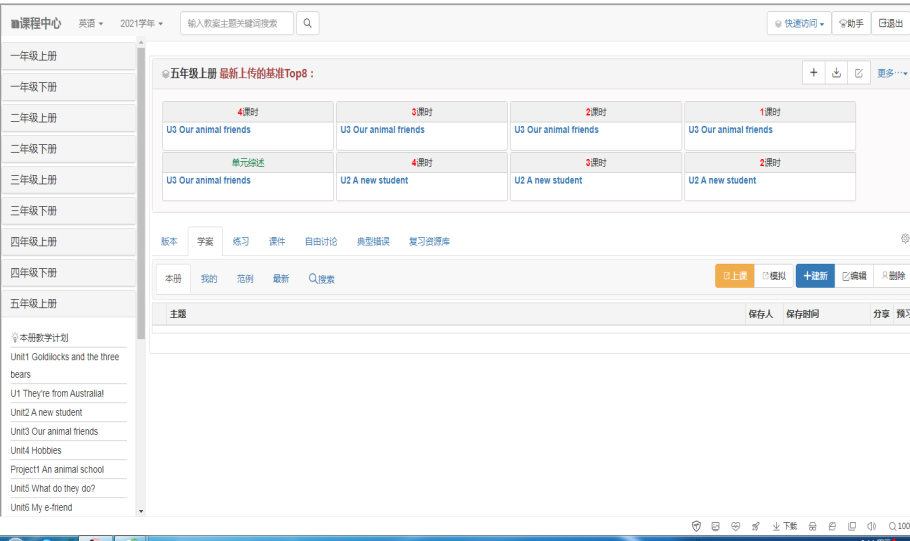 课程中心 英语 2021学年 输入教案主题关键词搜索 快速访问 助手 退出
一年级上册
一年级下册
二年级上册
二年级下册
三年级上册
三年级下册
四年级上册
四年级下册
五年级上册
本册教学计划
Unit1 Goldilocks and the three
bears
U1 They're from Australia!
Unit2 A new student
Unit3 Our animal friends
Unit4 Hobbies
Project1 An animal school
Unit5 What do they do?
Unit6 My e-friend
五年级上册 最新上传的基准Top8：
更多···
4课时 3课时 2课时 1课时
U3 Our animal friends U3 Our animal friends U3 Our animal friends U3 Our animal friends
单元综述 4课时 3课时 2课时
U3 Our animal friends U2 A new student U2 A new student U2 A new student
版本 学案 练习 课件 自由讨论 典型错误 复习资源库
本册 我的 范例 最新 搜索 上课 模拟 建新 编辑 删除
主题 保存人 保存时间 分享 预习
下载 100